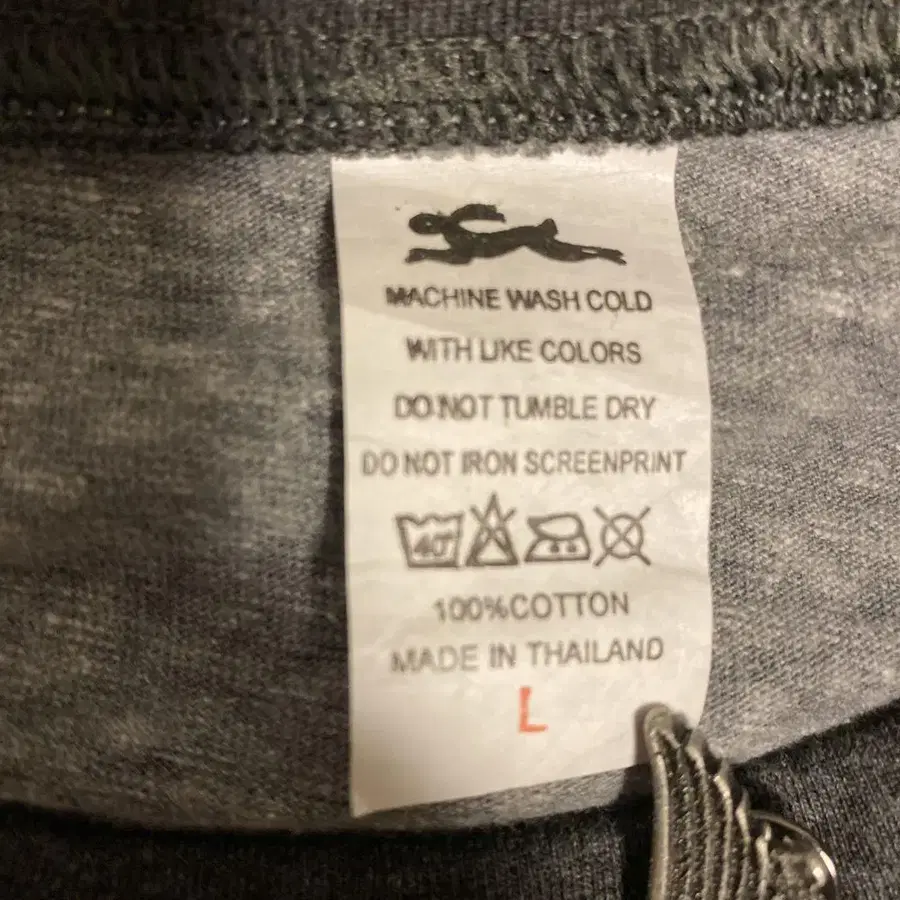 MACHINE WASH COLD
WITH LIKE COLORS
DO NOT TUMBLE DRY
DO NOT IRON SCREENPRINT
40°
100%COTTON
MADE IN THAILAND
L